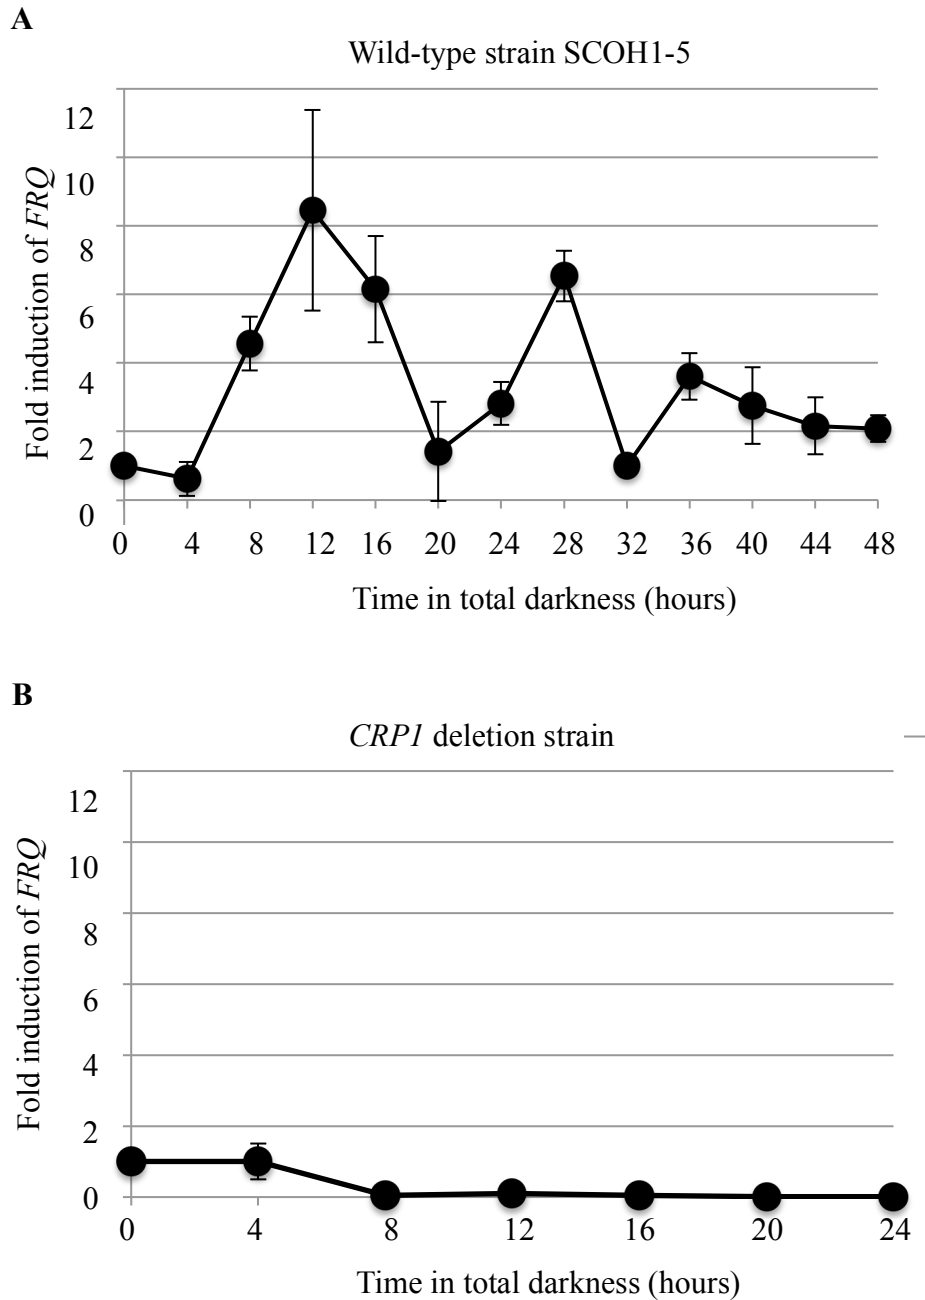 A
Wild-type strain SCOH1-5
Fold induction of FRQ
12
10
8
6
4
2
0
0 4 8 12 16 20 24 28 32 36 40 44 48
Time in total darkness (hours)
B
CRP1 deletion strain
Fold induction of FRQ
12
10
8
6
4
2
0
0 4 8 12 16 20 24
Time in total darkness (hours)